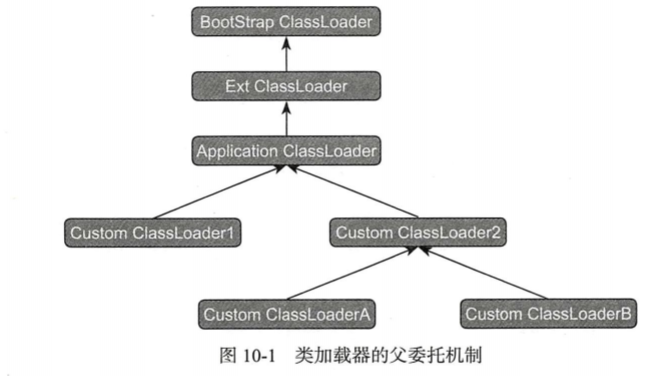 BootStrap ClassLoader
Ext ClassLoader
Application ClassLoader
Custom ClassLoader1
Custom ClassLoader2
Custom ClassLoaderA
Custom ClassLoaderB
图 10-1 类加载器的父委托机制